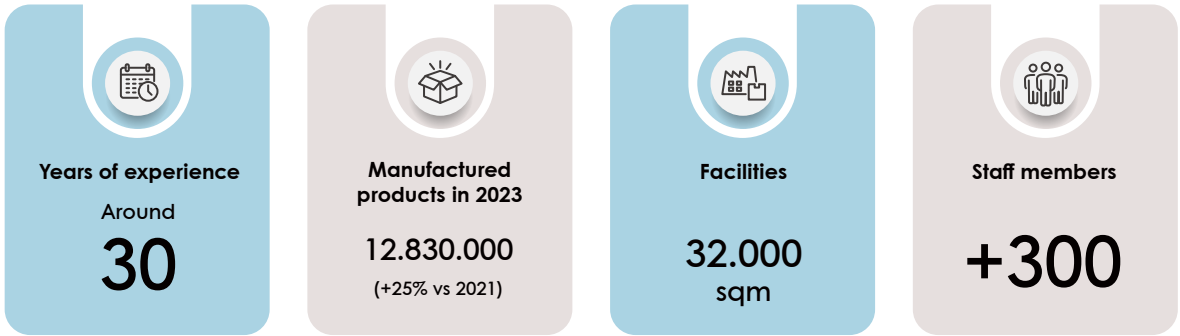 Years of experience
Around
30
Manufactured
products in 2023
12.830.000
(+25% vs 2021)
Facilities
32.000
sqm
Staff members
+300